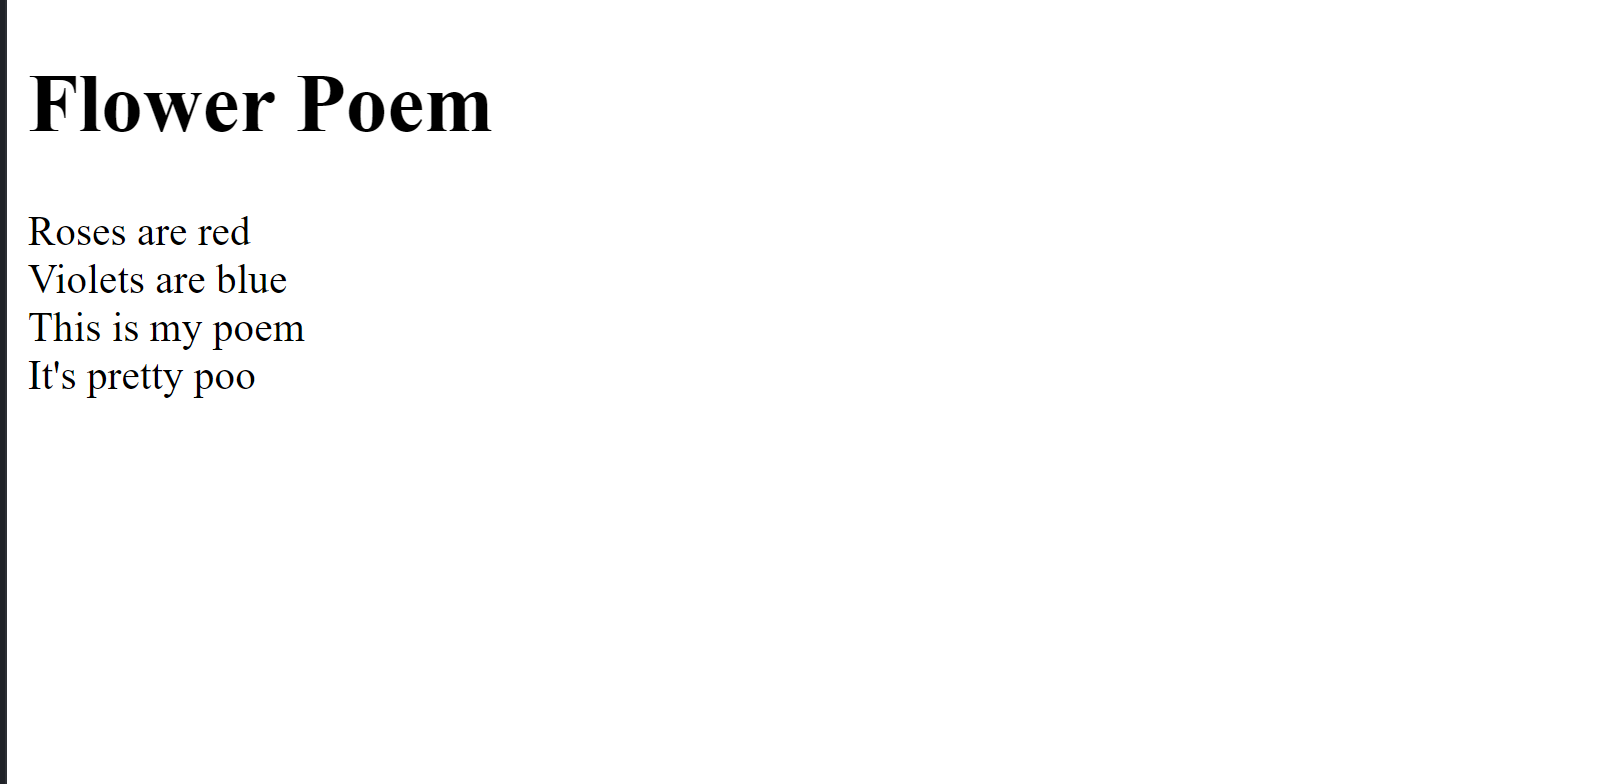 Flower Poem
Roses are red
Violets are blue
This is my poem
It's pretty poo